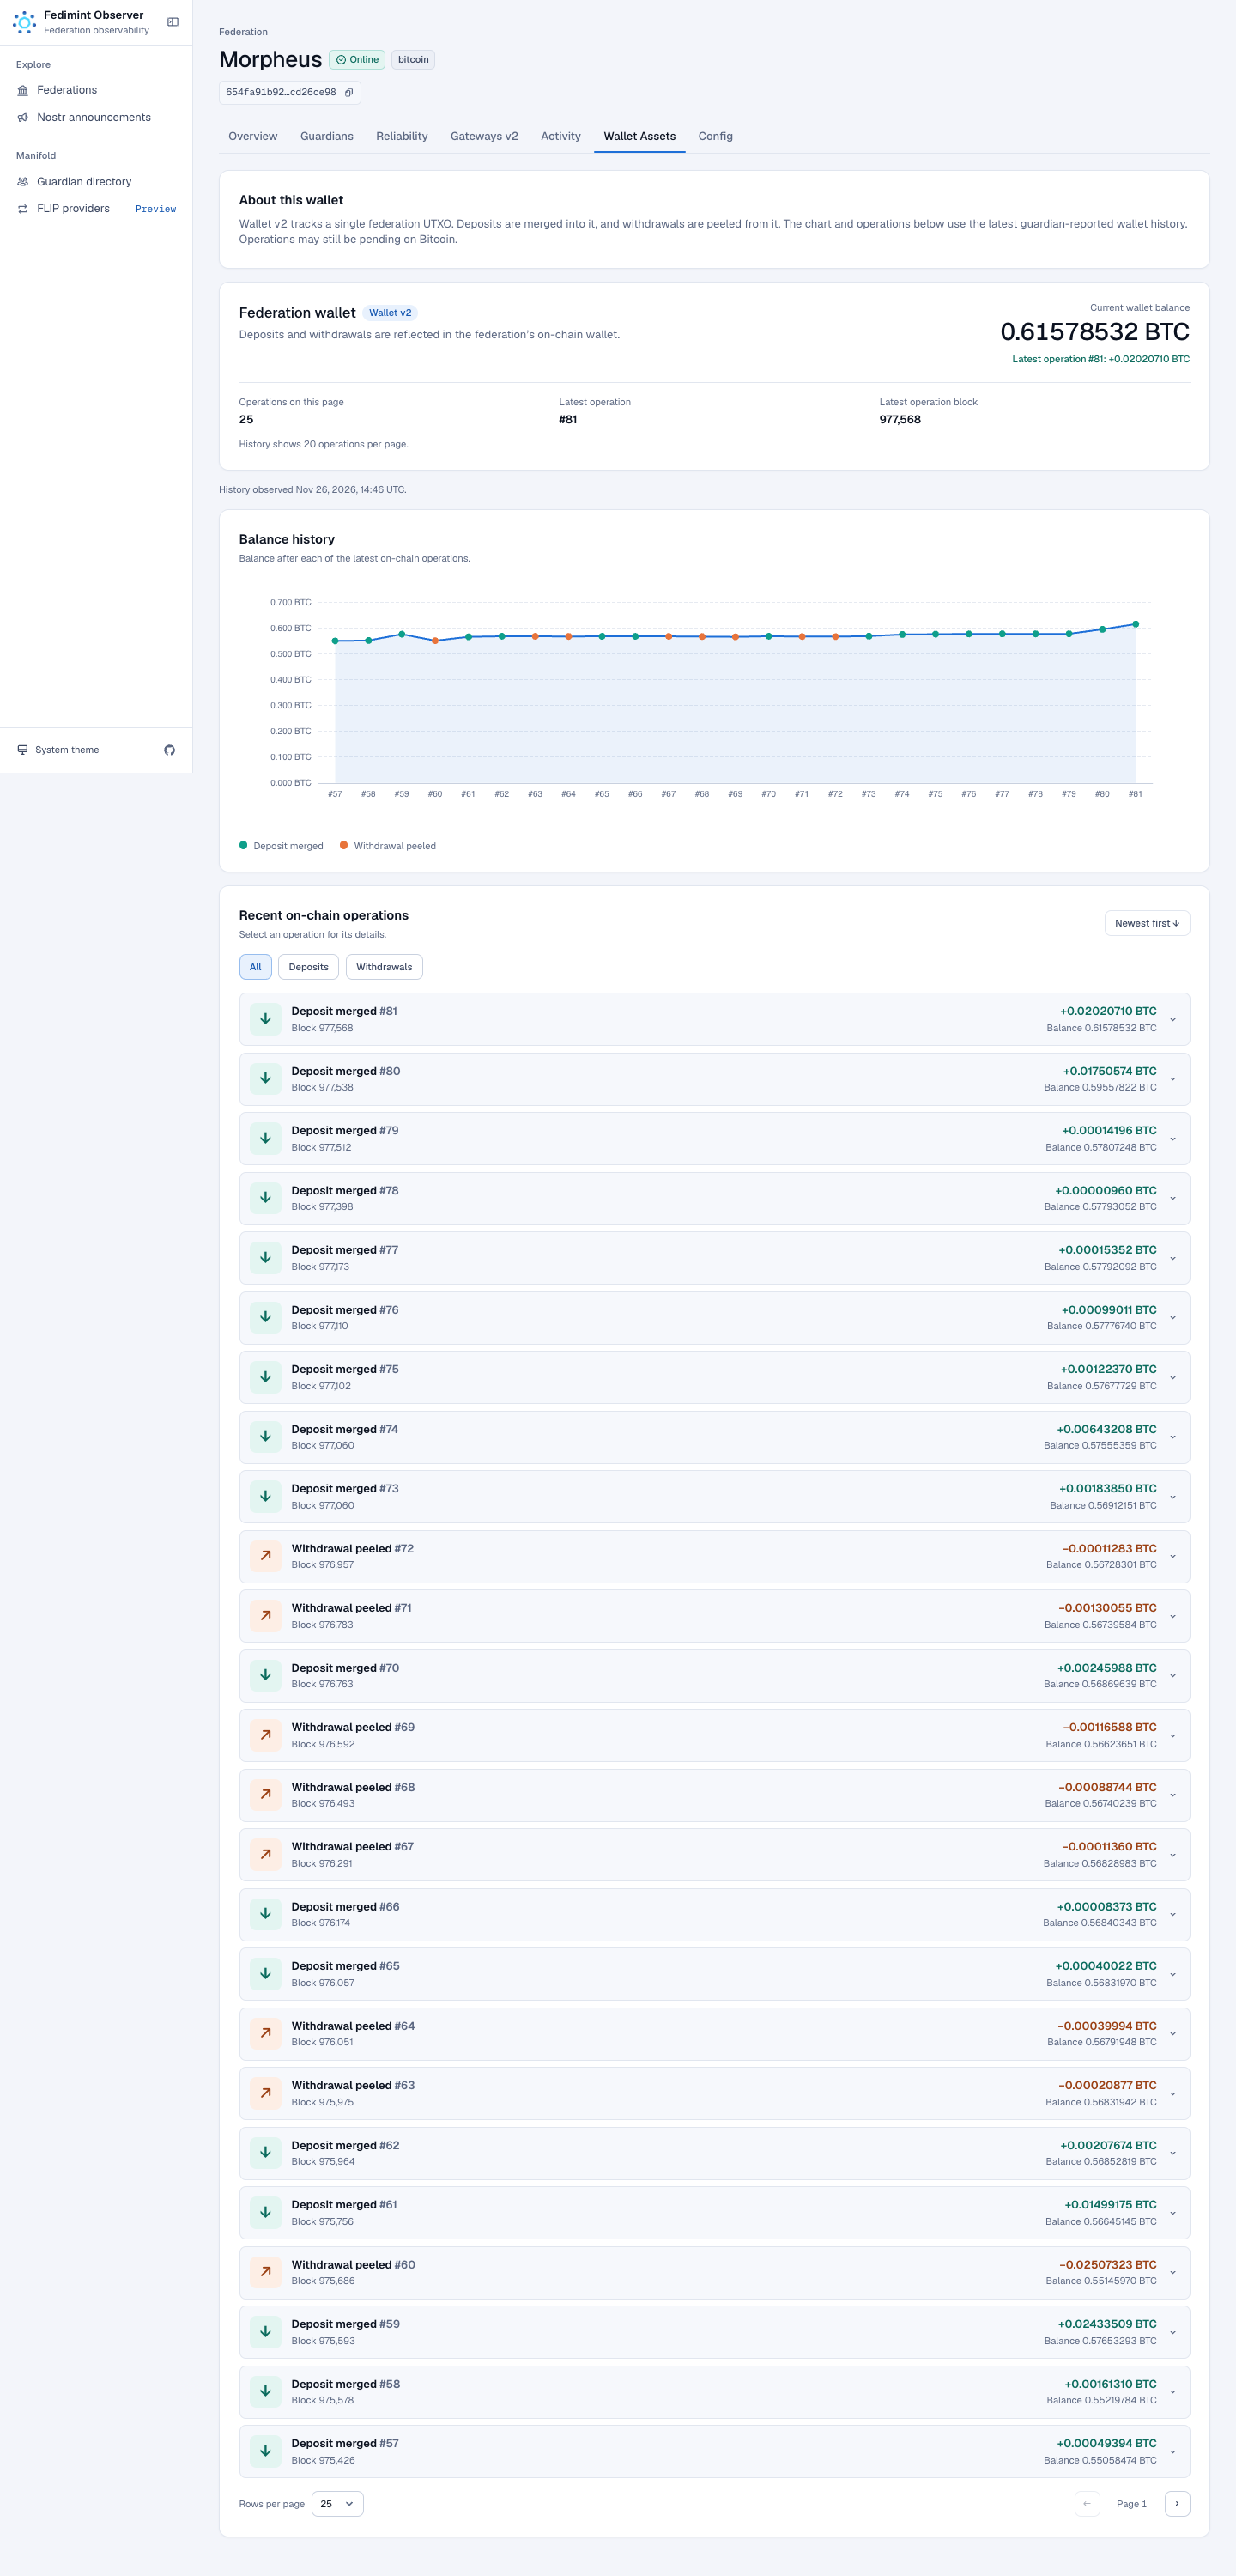 Fedimint Observer
Federation observability
Explore
Federations
Nostr announcements
Manifold
Guardian directory
FLIP providers Preview
System theme
Federation
Morpheus Online bitcoin
654fa91b92…cd26ce98
Overview Guardians Reliability Gateways v2 Activity Wallet Assets Config
About this wallet
Wallet v2 tracks a single federation UTXO. Deposits are merged into it, and withdrawals are peeled from it. The chart and operations below use the latest guardian-reported wallet history.
Operations may still be pending on Bitcoin.
Federation wallet Wallet v2
Deposits and withdrawals are reflected in the federation's on-chain wallet.
Current wallet balance
0.61578532 BTC
Latest operation #81: +0.02020710 BTC
Operations on this page
25
Latest operation
#81
Latest operation block
977,568
History shows 20 operations per page.
History observed Nov 26, 2026, 14:46 UTC.
Balance history
Balance after each of the latest on-chain operations.
0.700 BTC
0.600 BTC
0.500 BTC
0.400 BTC
0.300 BTC
0.200 BTC
0.100 BTC
0.000 BTC
#57 #58 #59 #60 #61 #62 #63 #64 #65 #66 #67 #68 #69 #70 #71 #72 #73 #74 #75 #76 #77 #78 #79 #80 #81
Deposit merged Withdrawal peeled
Recent on-chain operations
Select an operation for its details.
Newest first ↓
All Deposits Withdrawals
Deposit merged #81 +0.02020710 BTC
Block 977,568 Balance 0.61578532 BTC
Deposit merged #80 +0.01750574 BTC
Block 977,538 Balance 0.59557822 BTC
Deposit merged #79 +0.00014196 BTC
Block 977,512 Balance 0.57807248 BTC
Deposit merged #78 +0.00000960 BTC
Block 977,398 Balance 0.57793052 BTC
Deposit merged #77 +0.00015352 BTC
Block 977,173 Balance 0.57792092 BTC
Deposit merged #76 +0.00099011 BTC
Block 977,110 Balance 0.57776740 BTC
Deposit merged #75 +0.00122370 BTC
Block 977,102 Balance 0.57677729 BTC
Deposit merged #74 +0.00643208 BTC
Block 977,060 Balance 0.57555359 BTC
Deposit merged #73 +0.00183850 BTC
Block 977,060 Balance 0.56912151 BTC
Withdrawal peeled #72 −0.00011283 BTC
Block 976,957 Balance 0.56728301 BTC
Withdrawal peeled #71 −0.00130055 BTC
Block 976,783 Balance 0.56739584 BTC
Deposit merged #70 +0.00245988 BTC
Block 976,763 Balance 0.56869639 BTC
Withdrawal peeled #69 −0.00116588 BTC
Block 976,592 Balance 0.56623651 BTC
Withdrawal peeled #68 −0.00088744 BTC
Block 976,493 Balance 0.56740239 BTC
Withdrawal peeled #67 −0.00011360 BTC
Block 976,291 Balance 0.56828983 BTC
Deposit merged #66 +0.00008373 BTC
Block 976,174 Balance 0.56840343 BTC
Deposit merged #65 +0.00040022 BTC
Block 976,057 Balance 0.56831970 BTC
Withdrawal peeled #64 −0.00039994 BTC
Block 976,051 Balance 0.56791948 BTC
Withdrawal peeled #63 −0.00020877 BTC
Block 975,975 Balance 0.56831942 BTC
Deposit merged #62 +0.00207674 BTC
Block 975,964 Balance 0.56852819 BTC
Deposit merged #61 +0.01499175 BTC
Block 975,756 Balance 0.56645145 BTC
Withdrawal peeled #60 −0.02507323 BTC
Block 975,686 Balance 0.55145970 BTC
Deposit merged #59 +0.02433509 BTC
Block 975,593 Balance 0.57653293 BTC
Deposit merged #58 +0.00161310 BTC
Block 975,578 Balance 0.55219784 BTC
Deposit merged #57 +0.00049394 BTC
Block 975,426 Balance 0.55058474 BTC
Rows per page 25 ← Page 1 ›